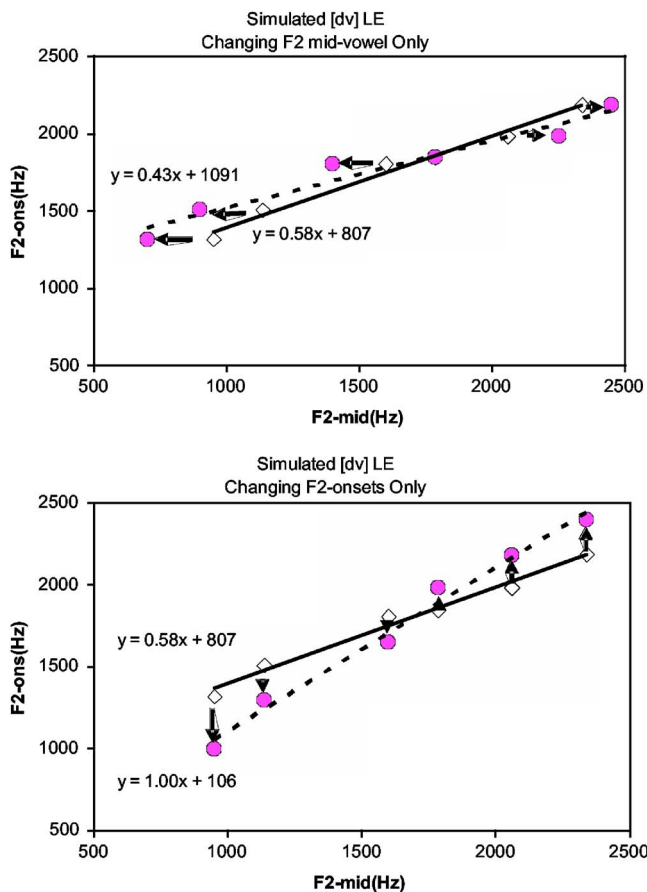 Simulated [dv] LE
Changing F2 mid-vowel Only
2500
2000
1500
1000
500
F2-ons(Hz)
y = 0.43x + 1091
y = 0.58x + 807
500 1000 1500 2000 2500
F2-mid(Hz)
Simulated [dv] LE
Changing F2-onsets Only
2500
2000
1500
1000
500
F2-ons(Hz)
y = 0.58x + 807
y = 1.00x + 106
500 1000 1500 2000 2500
F2-mid(Hz)